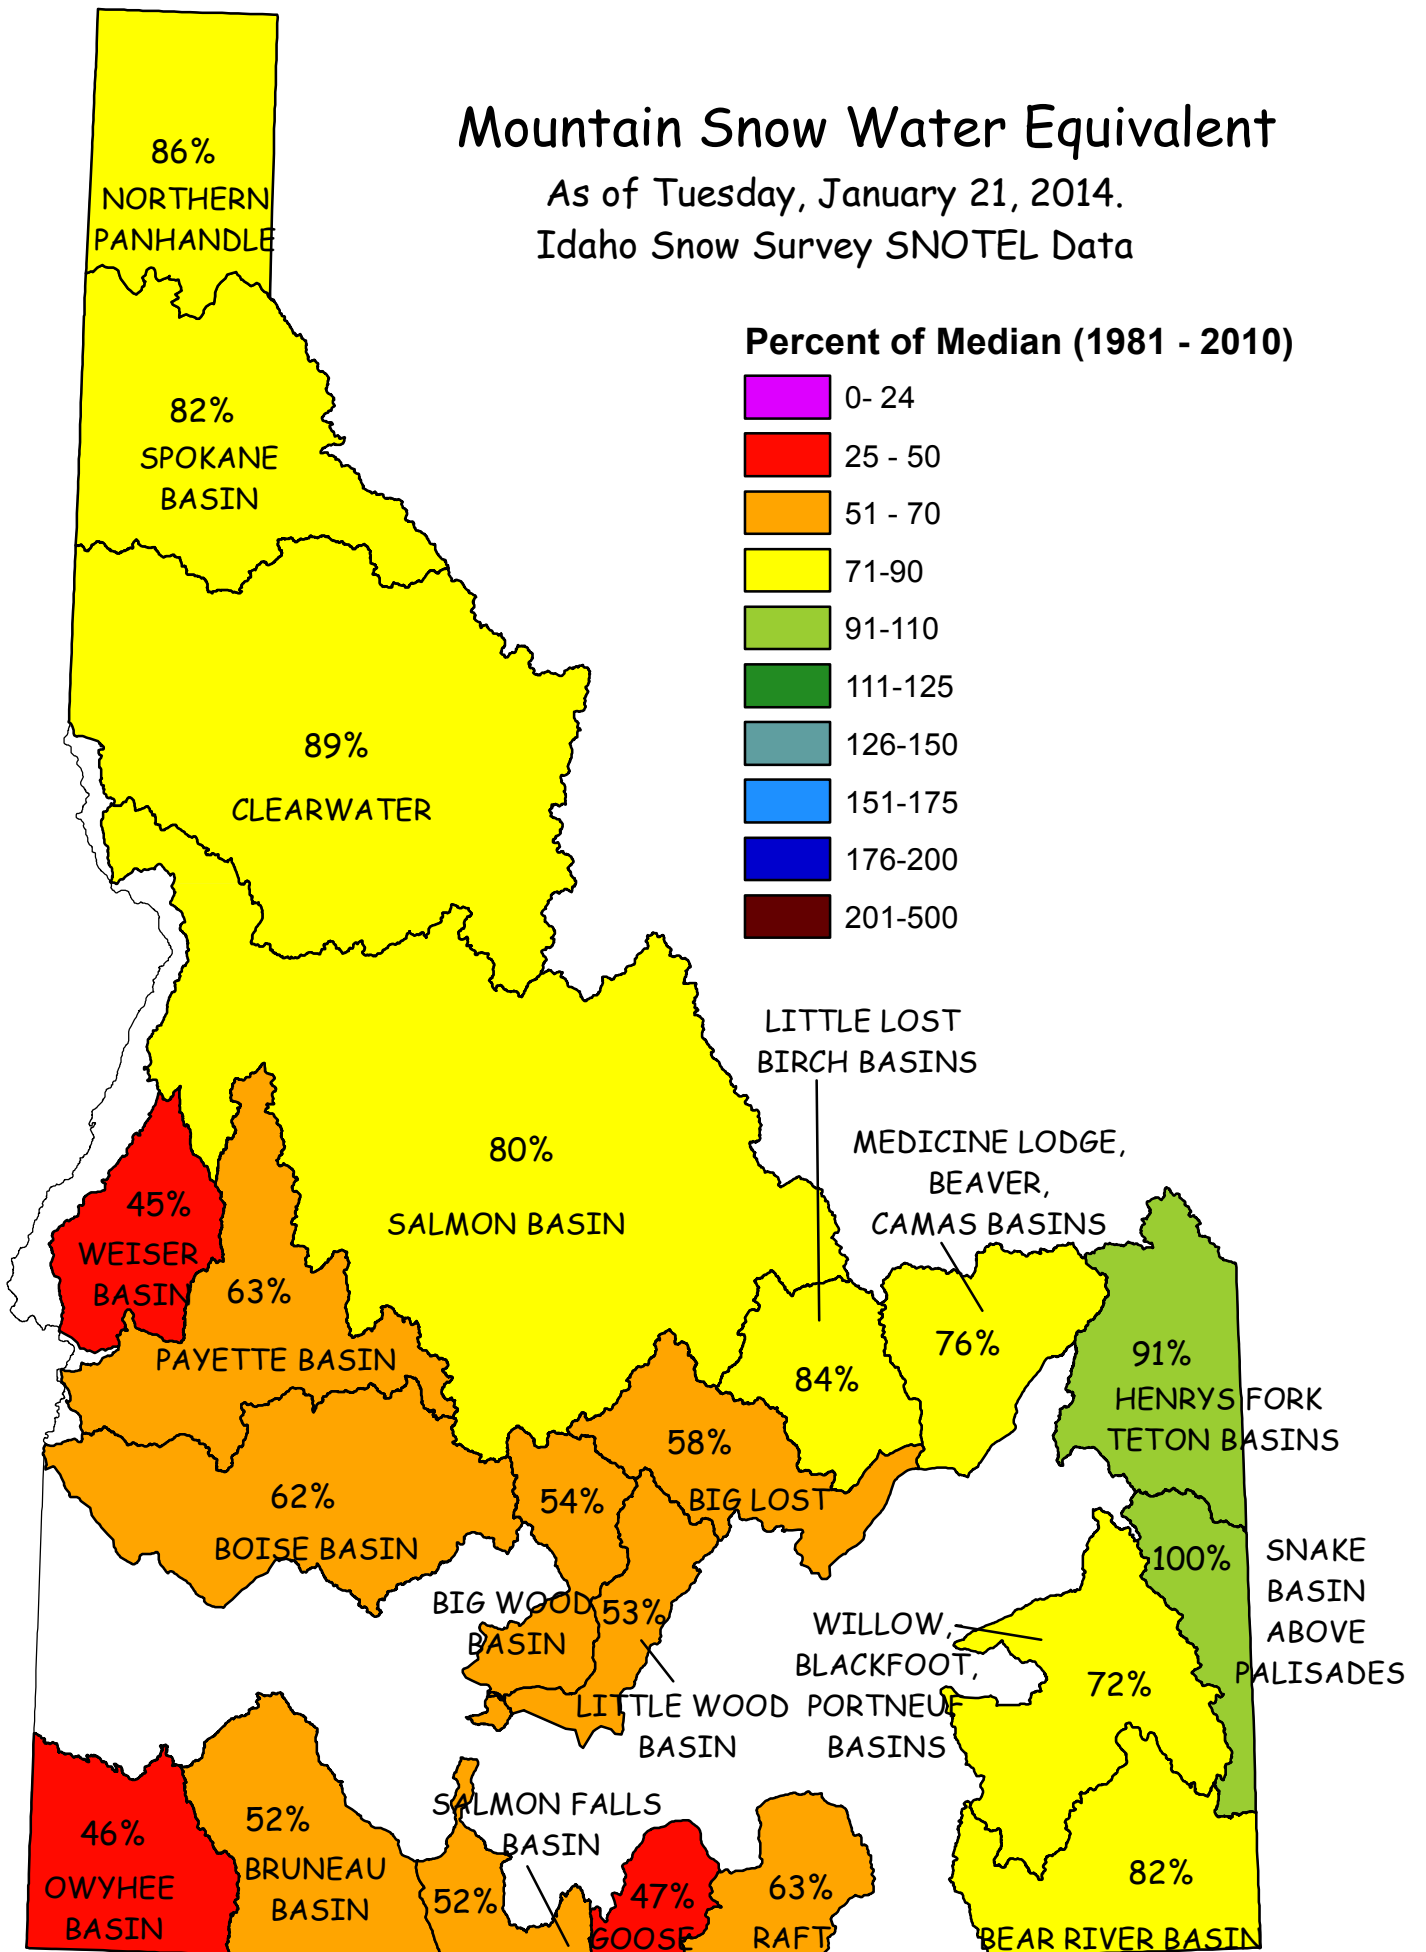 Mountain Snow Water Equivalent
As of Tuesday, January 21, 2014.
Idaho Snow Survey SNOTEL Data
Percent of Median (1981 - 2010)
0- 24
25 - 50
51 - 70
71-90
91-110
111-125
126-150
151-175
176-200
201-500
86%
NORTHERN
PANHANDLE
82%
SPOKANE
BASIN
89%
CLEARWATER
LITTLE LOST
BIRCH BASINS
MEDICINE LODGE,
BEAVER,
CAMAS BASINS
80%
SALMON BASIN
45%
WEISER
BASIN
63%
PAYETTE BASIN
76%
84%
91%
HENRYS FORK
TETON BASINS
58%
BIG LOST
62%
BOISE BASIN
54%
BIG WOOD
BASIN
53%
LITTLE WOOD
BASIN
100%
SNAKE
BASIN
ABOVE
PALISADES
WILLOW,
BLACKFOOT,
PORTNEUF
BASINS
72%
46%
OWYHEE
BASIN
52%
BRUNEAU
BASIN
SALMON FALLS
BASIN
52%
47%
GOOSE
63%
RAFT
82%
BEAR RIVER BASIN